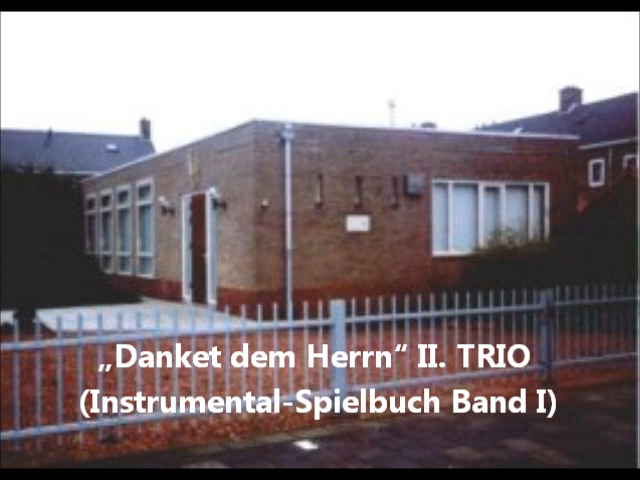 „Danket dem Herrn“ II. TRIO
(Instrumental-Spielbuch Band I)